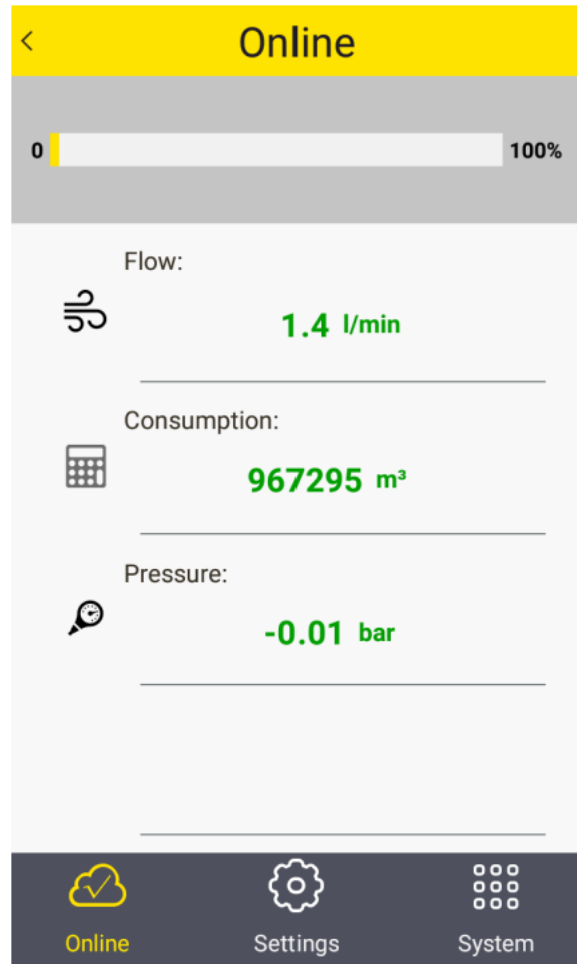 Online
0 100%
Flow:
1.4 l/min
Consumption:
967295 m³
Pressure:
-0.01 bar
Online Settings System